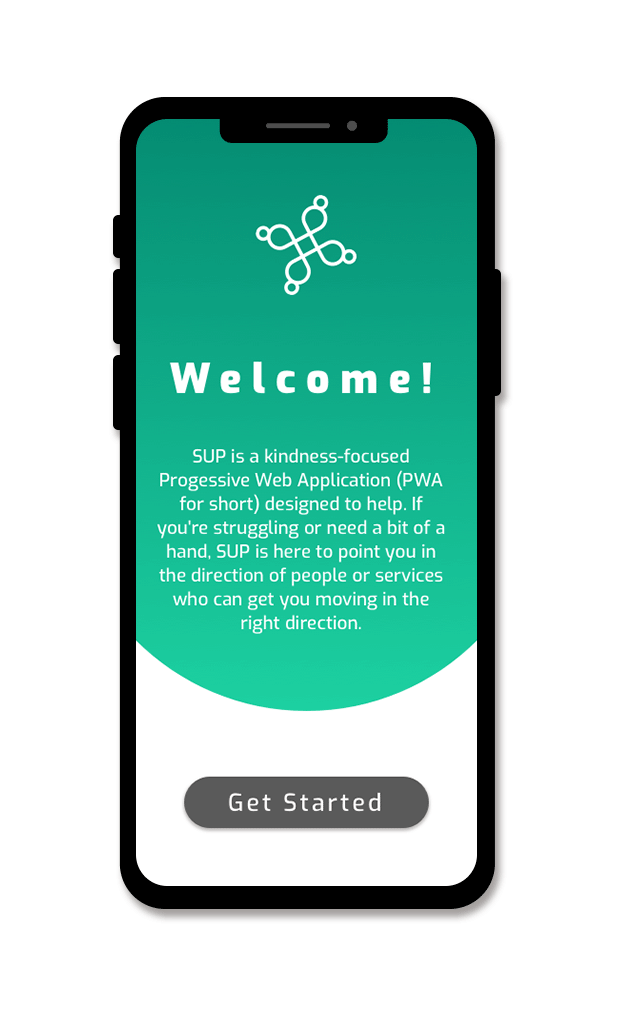 Welcome!
SUP is a kindness-focused
Progessive Web Application (PWA
for short) designed to help. If
you're struggling or need a bit of a
hand, SUP is here to point you in
the direction of people or services
who can get you moving in the
right direction.
Get Started